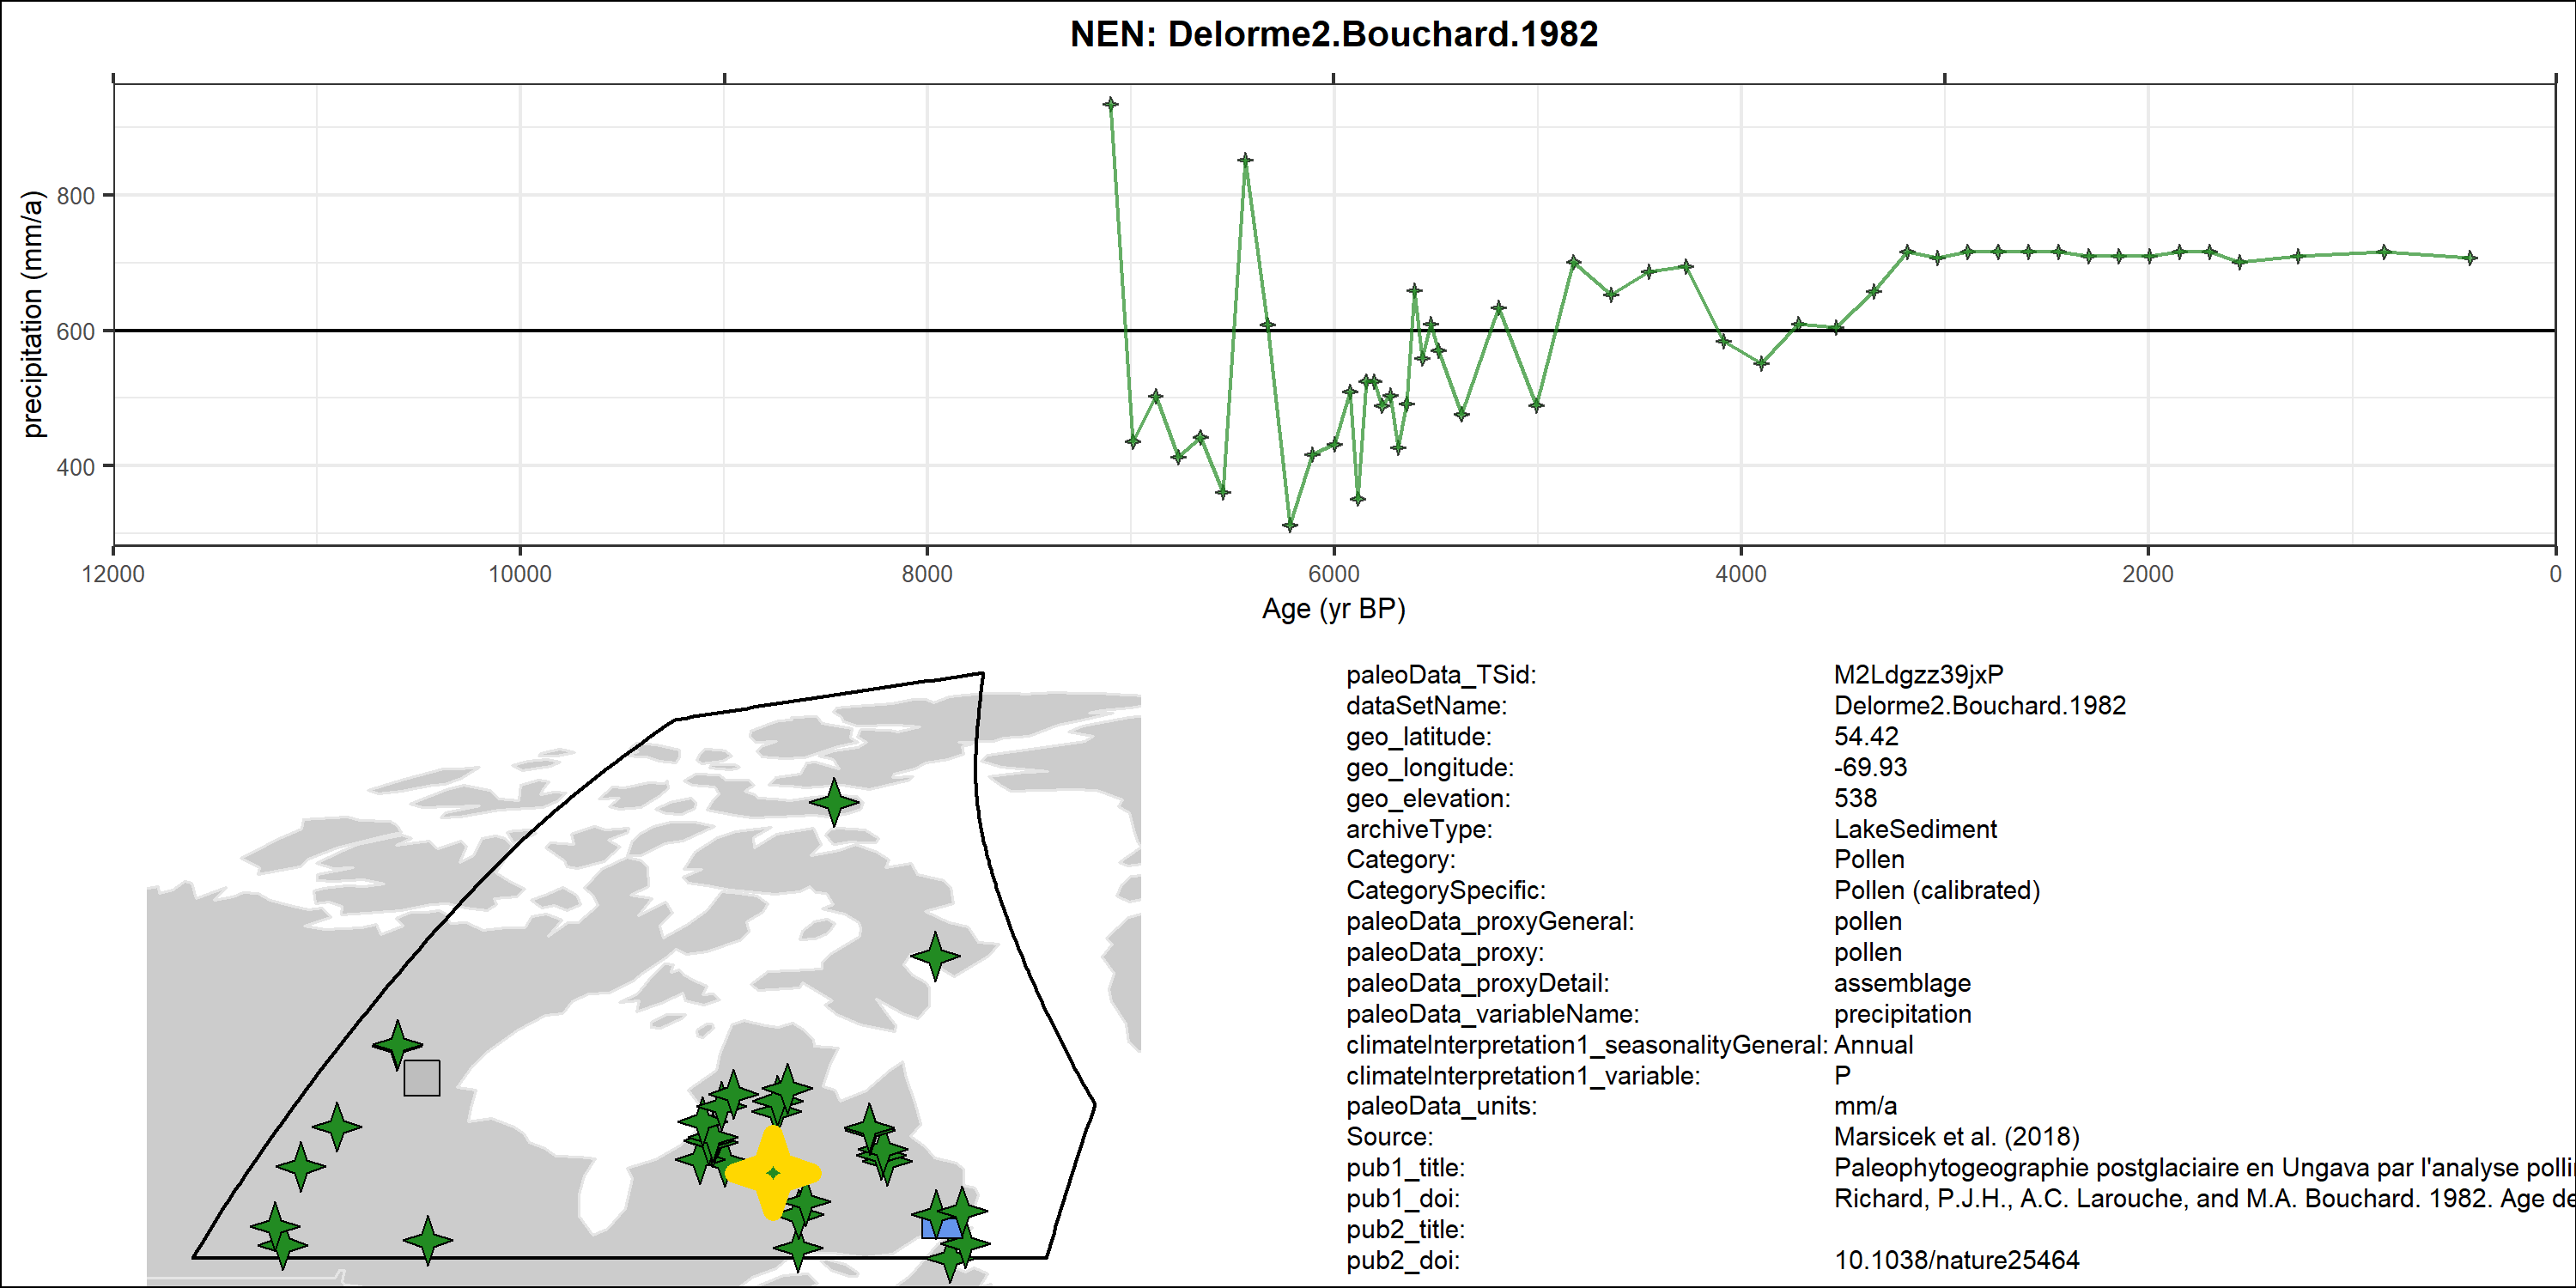 NEN: Delorme2.Bouchard.1982
precipitation (mm/a)
800
600
400
12000 10000 8000 6000 4000 2000 0
Age (yr BP)
paleoData_TSid: M2Ldgzz39jxP
dataSetName: Delorme2.Bouchard.1982
geo_latitude: 54.42
geo_longitude: -69.93
geo_elevation: 538
archiveType: LakeSediment
Category: Pollen
CategorySpecific: Pollen (calibrated)
paleoData_proxyGeneral: pollen
paleoData_proxy: pollen
paleoData_proxyDetail: assemblage
paleoData_variableName: precipitation
climateInterpretation1_seasonalityGeneral: Annual
climateInterpretation1_variable: P
paleoData_units: mm/a
Source: Marsicek et al. (2018)
pub1_title: Paleophytogeographie postglaciaire en Ungava par l'analyse polli
pub1_doi: Richard, P.J.H., A.C. Larouche, and M.A. Bouchard. 1982. Age de
pub2_title:
pub2_doi: 10.1038/nature25464